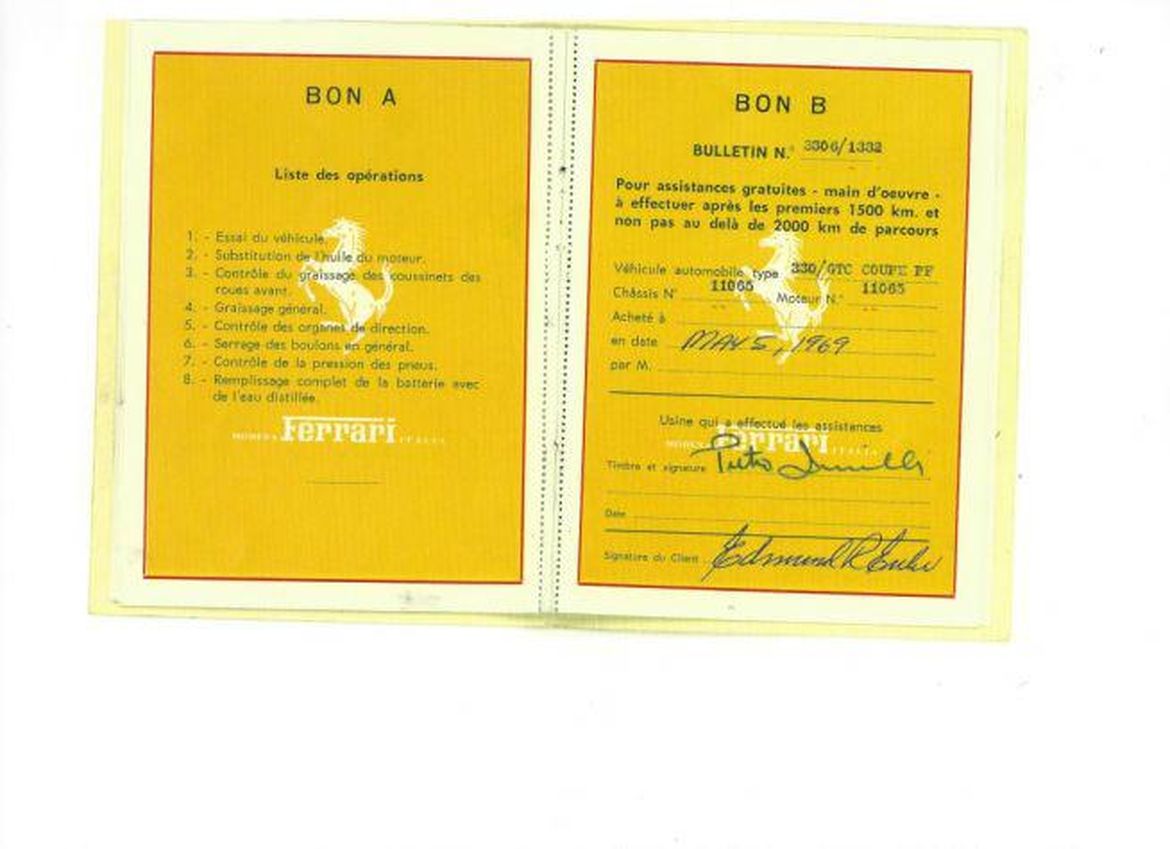 BON A
Liste des opérations
1. - Essai du véhicule.
2. - Substitution de l'huile du moteur.
3. - Contrôle du graissage des coussinets des
roues avant.
4. - Graissage général.
5. - Contrôle des organes de direction.
6. - Serrage des boulons en général.
7. - Contrôle de la pression des pneus.
8. - Remplissage complet de la batterie avec
de l'eau distillée.
MODENA Ferrari ITALIA
BON B
BULLETIN N.° 3306/1332
Pour assistances gratuites - main d'oeuvre -
à effectuer après les premiers 1500 km. et
non pas au delà de 2000 km de parcours
Véhicule automobile type 330/GTC COUPE PF
Châssis N° 11065 Moteur N.° 11065
Acheté à
en date MAY 5, 1969
par M.
Usine qui a effectué les assistances
MODENA Ferrari ITALIA
Timbre et signature
Date
Signature du Client Edmund R